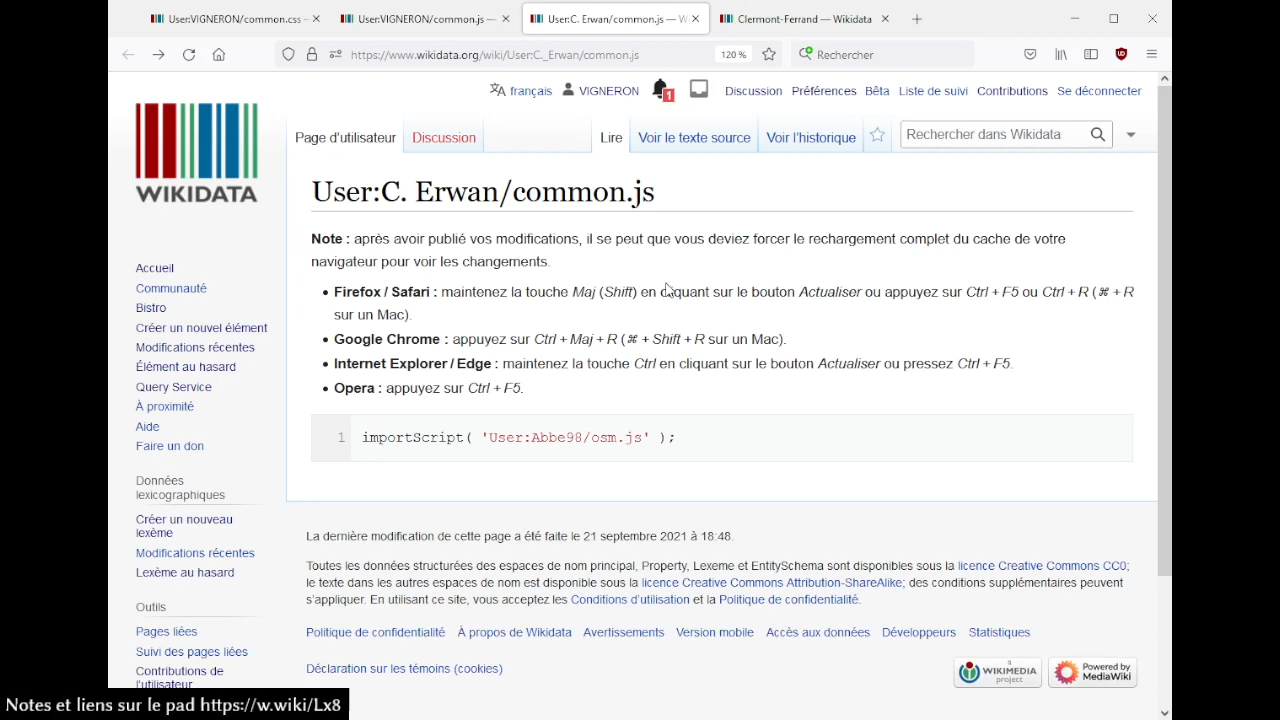 User:VIGNERON/common.css –
User:VIGNERON/common.js —
User:C. Erwan/common.js — W
Clermont-Ferrand — Wikidata
https://www.wikidata.org/wiki/User:C._Erwan/common.js
120 %
Rechercher
français
VIGNERON
1
Discussion
Préférences
Bêta
Liste de suivi
Contributions
Se déconnecter
Page d'utilisateur
Discussion
Lire
Voir le texte source
Voir l'historique
Rechercher dans Wikidata
WIKIDATA
User:C. Erwan/common.js
Note : après avoir publié vos modifications, il se peut que vous deviez forcer le rechargement complet du cache de votre
navigateur pour voir les changements.
• Firefox / Safari : maintenez la touche Maj (Shift) en cliquant sur le bouton Actualiser ou appuyez sur Ctrl + F5 ou Ctrl + R (⌘ + R
sur un Mac).
• Google Chrome : appuyez sur Ctrl + Maj + R (⌘ + Shift + R sur un Mac).
• Internet Explorer / Edge : maintenez la touche Ctrl en cliquant sur le bouton Actualiser ou pressez Ctrl + F5.
• Opera : appuyez sur Ctrl + F5.
1 importScript( 'User:Abbe98/osm.js' );
Accueil
Communauté
Bistro
Créer un nouvel élément
Modifications récentes
Élément au hasard
Query Service
À proximité
Aide
Faire un don
Données
lexicographiques
Créer un nouveau
lexème
Modifications récentes
Lexème au hasard
Outils
Pages liées
Suivi des pages liées
Contributions de
l'utilisateur
La dernière modification de cette page a été faite le 21 septembre 2021 à 18:48.
Toutes les données structurées des espaces de nom principal, Property, Lexeme et EntitySchema sont disponibles sous la licence Creative Commons CC0;
le texte dans les autres espaces de nom est disponible sous la licence Creative Commons Attribution-ShareAlike; des conditions supplémentaires peuvent
s'appliquer. En utilisant ce site, vous acceptez les Conditions d'utilisation et la Politique de confidentialité.
Politique de confidentialité
À propos de Wikidata
Avertissements
Version mobile
Accès aux données
Développeurs
Statistiques
Déclaration sur les témoins (cookies)
a
WIKIMEDIA
project
Powered by
MediaWiki
Notes et liens sur le pad https://w.wiki/Lx8